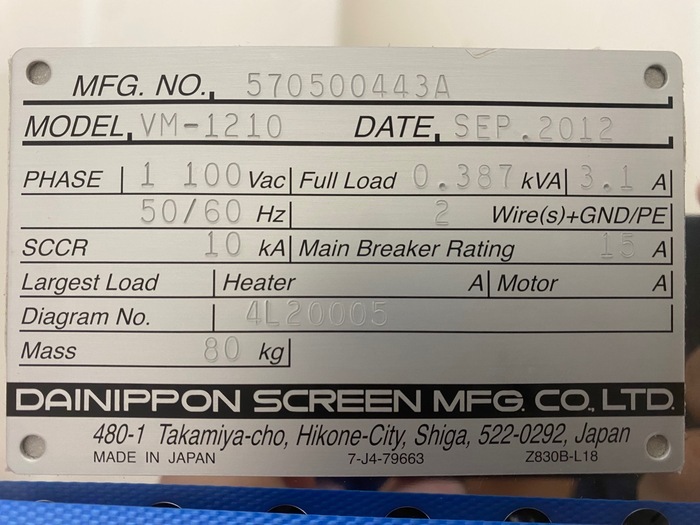 MFG. NO. 570500443A
MODEL VM-1210 DATE SEP.2012
PHASE 1 100 Vac Full Load 0.387 kVA 3.1 A
50/60 Hz 2 Wire(s)+GND/PE
SCCR 10 kA Main Breaker Rating 15 A
Largest Load Heater A Motor A
Diagram No. 4L20005
Mass 80 kg
DAINIPPON SCREEN MFG. CO., LTD.
480-1 Takamiya-cho, Hikone-City, Shiga, 522-0292, Japan
MADE IN JAPAN 7-J4-79663 Z830B-L18